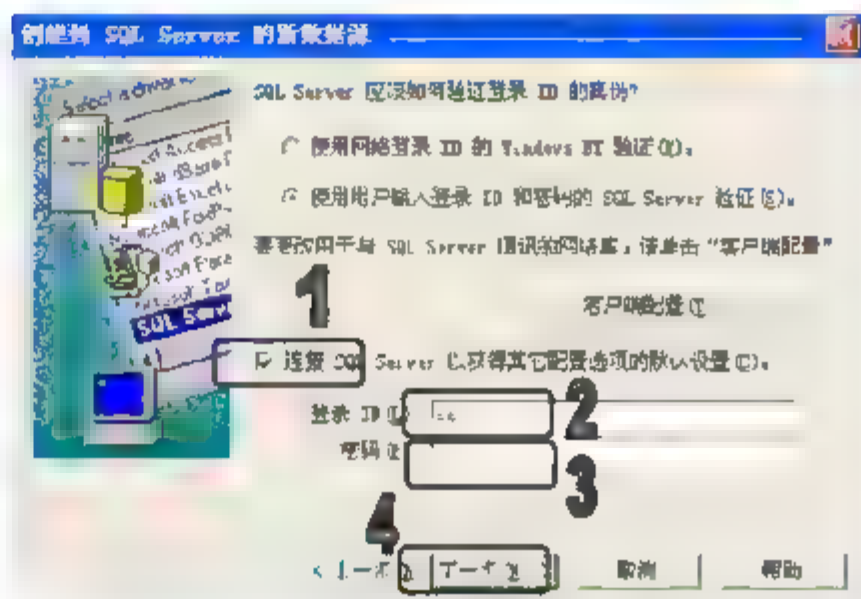 创建到 SQL Server 的新数据源
Select a driver
SQL Server 应该如何验证登录 ID 的真伪?
使用网络登录 ID 的 Windows NT 验证(W)。
使用用户输入登录 ID 和密码的 SQL Server 验证(S)。
要更改用于与 SQL Server 通讯的网络库,请单击“客户端配置”
客户端配置(T)
1
SQL Serv
连接 SQL Server 以获得其它配置选项的默认设置(C)。
登录 ID(L) sa
2
密码(P)
3
4
< 上一步(B) 下一步(N) 取消 帮助